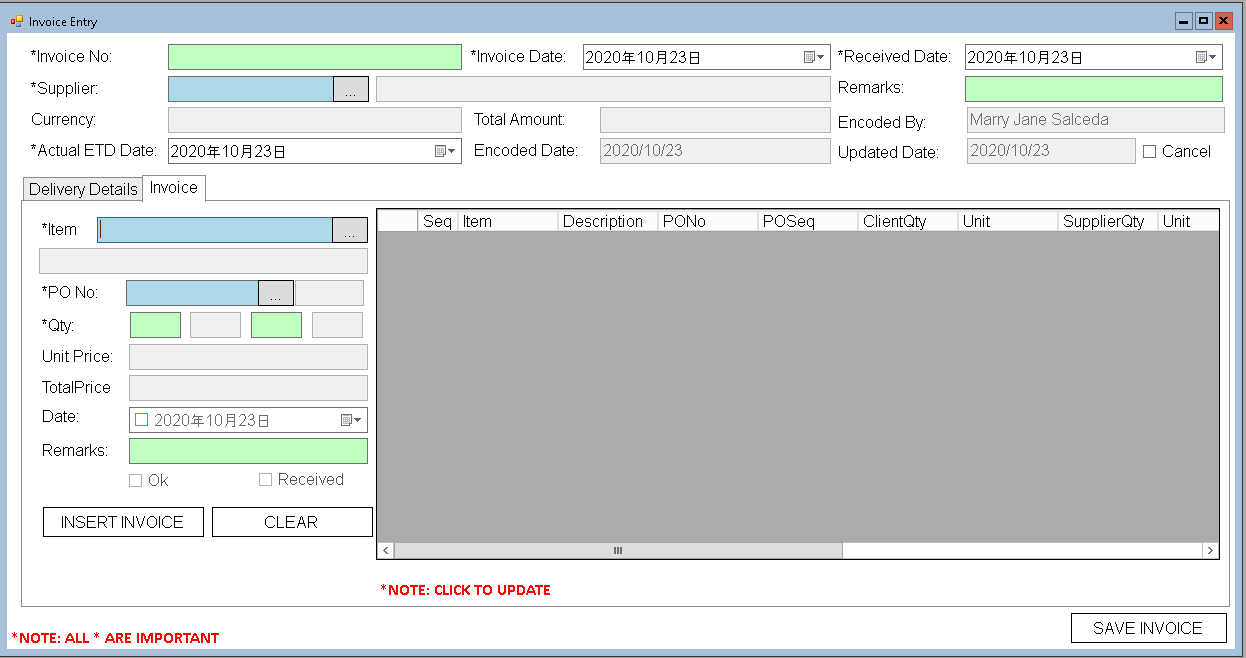 Invoice Entry
*Invoice No: *Invoice Date: 2020年10月23日 *Received Date: 2020年10月23日
*Supplier: ... Remarks:
Currency: Total Amount: Encoded By: Marry Jane Salceda
*Actual ETD Date: 2020年10月23日 Encoded Date: 2020/10/23 Updated Date: 2020/10/23 Cancel
Delivery Details Invoice
*Item ...
Seq Item Description PONo POSeq ClientQty Unit SupplierQty Unit
*PO No: ...
*Qty:
Unit Price:
TotalPrice
Date: 2020年10月23日
Remarks:
Ok Received
INSERT INVOICE CLEAR
*NOTE: CLICK TO UPDATE
SAVE INVOICE
*NOTE: ALL * ARE IMPORTANT